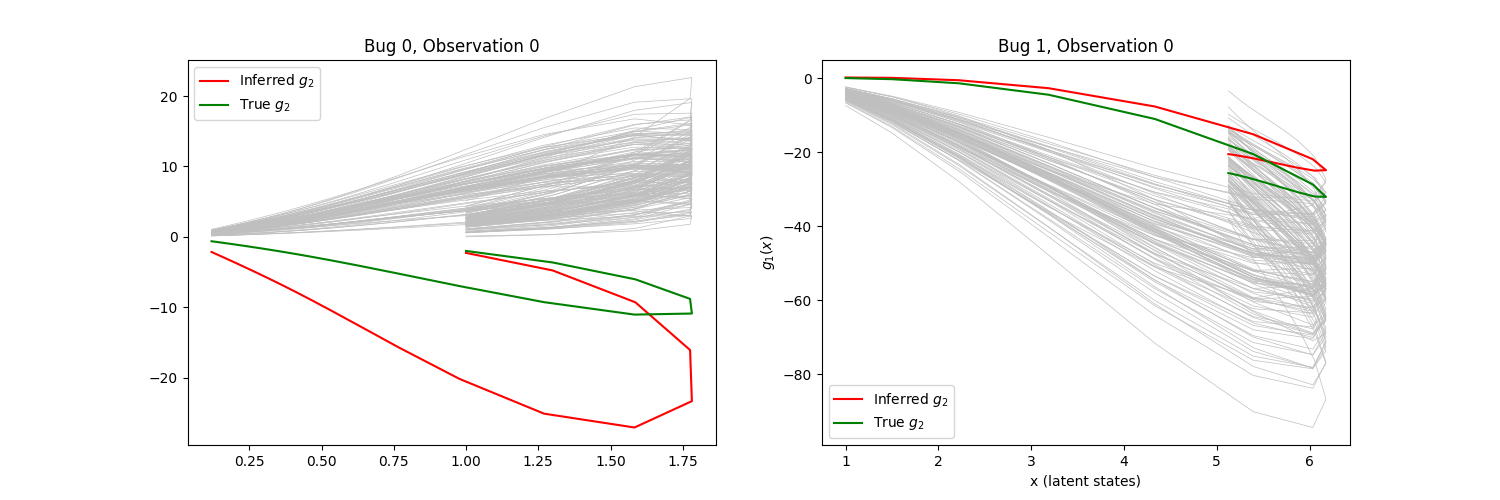 Bug 0, Observation 0
Inferred g₂
True g₂
20
10
0
−10
−20
0.25 0.50 0.75 1.00 1.25 1.50 1.75
Bug 1, Observation 0
g₁(x)
0
−20
−40
−60
−80
Inferred g₂
True g₂
1 2 3 4 5 6
x (latent states)